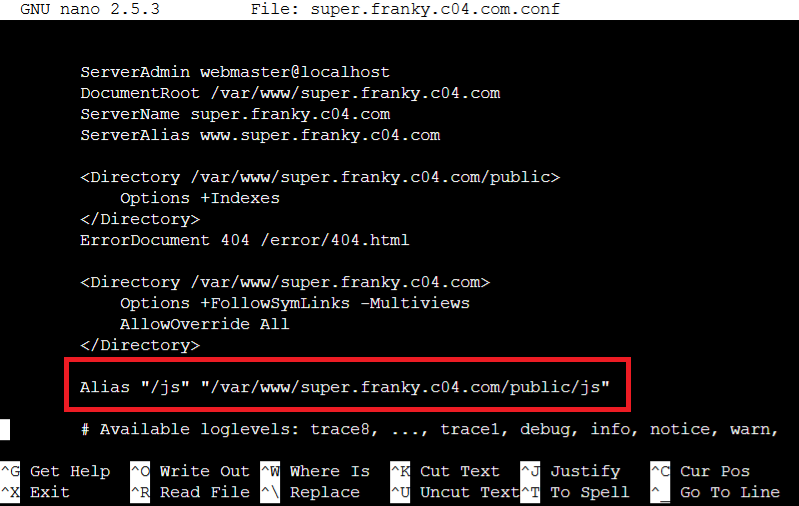 GNU nano 2.5.3 File: super.franky.c04.com.conf
ServerAdmin webmaster@localhost
DocumentRoot /var/www/super.franky.c04.com
ServerName super.franky.c04.com
ServerAlias www.super.franky.c04.com
<Directory /var/www/super.franky.c04.com/public>
Options +Indexes
</Directory>
ErrorDocument 404 /error/404.html
<Directory /var/www/super.franky.c04.com>
Options +FollowSymLinks -Multiviews
AllowOverride All
</Directory>
Alias "/js" "/var/www/super.franky.c04.com/public/js"
# Available loglevels: trace8, ..., trace1, debug, info, notice, warn,
^G Get Help ^O Write Out ^W Where Is ^K Cut Text ^J Justify ^C Cur Pos
^X Exit ^R Read File ^\ Replace ^U Uncut Text ^T To Spell ^_ Go To Line